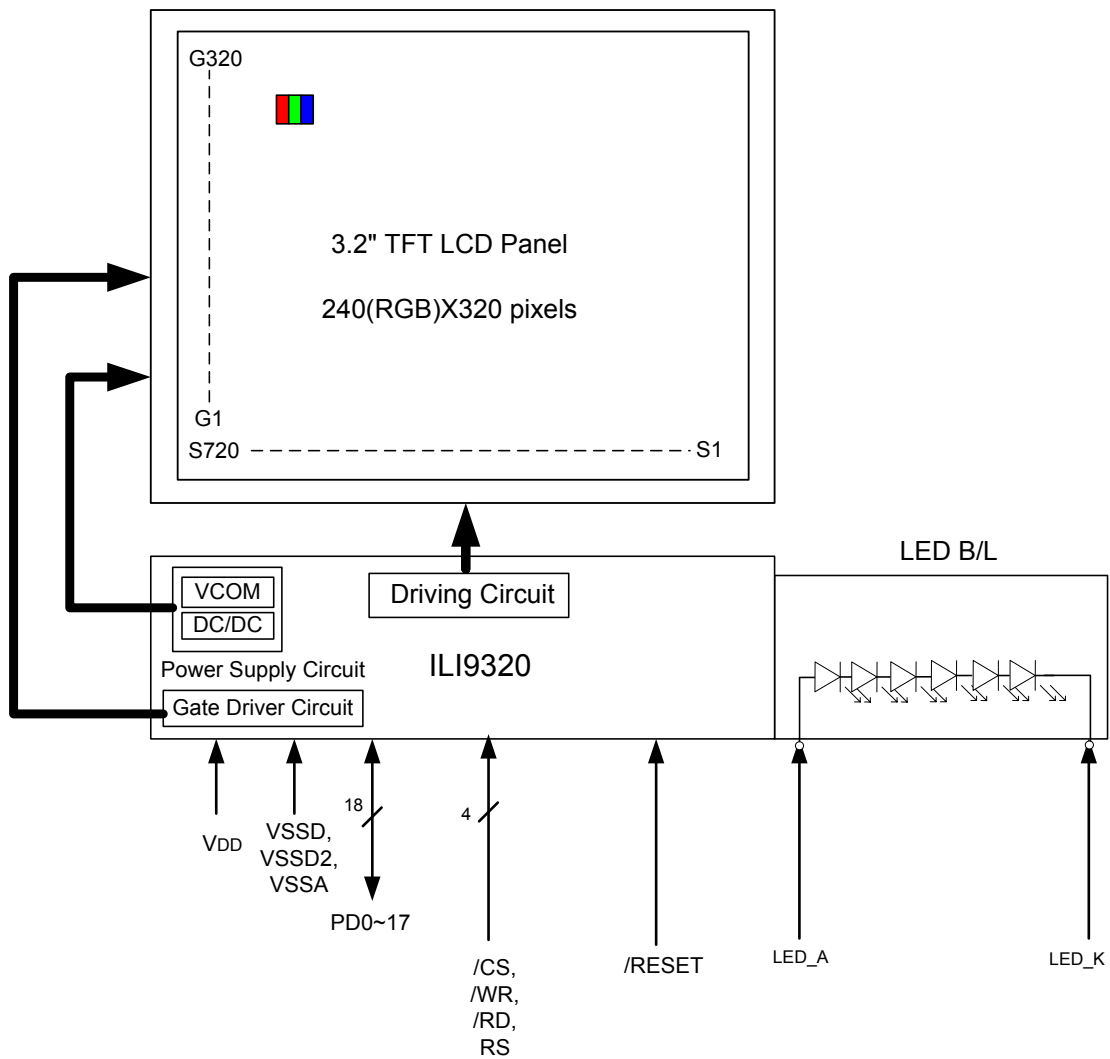 G320
3.2" TFT LCD Panel
240(RGB)X320 pixels
G1
S720
S1
LED B/L
VCOM
DC/DC
Driving Circuit
Power Supply Circuit
ILI9320
Gate Driver Circuit
18
4
VDD
VSSD,
VSSD2,
VSSA
PD0~17
/CS,
/WR,
/RD,
RS
/RESET
LED_A
LED_K